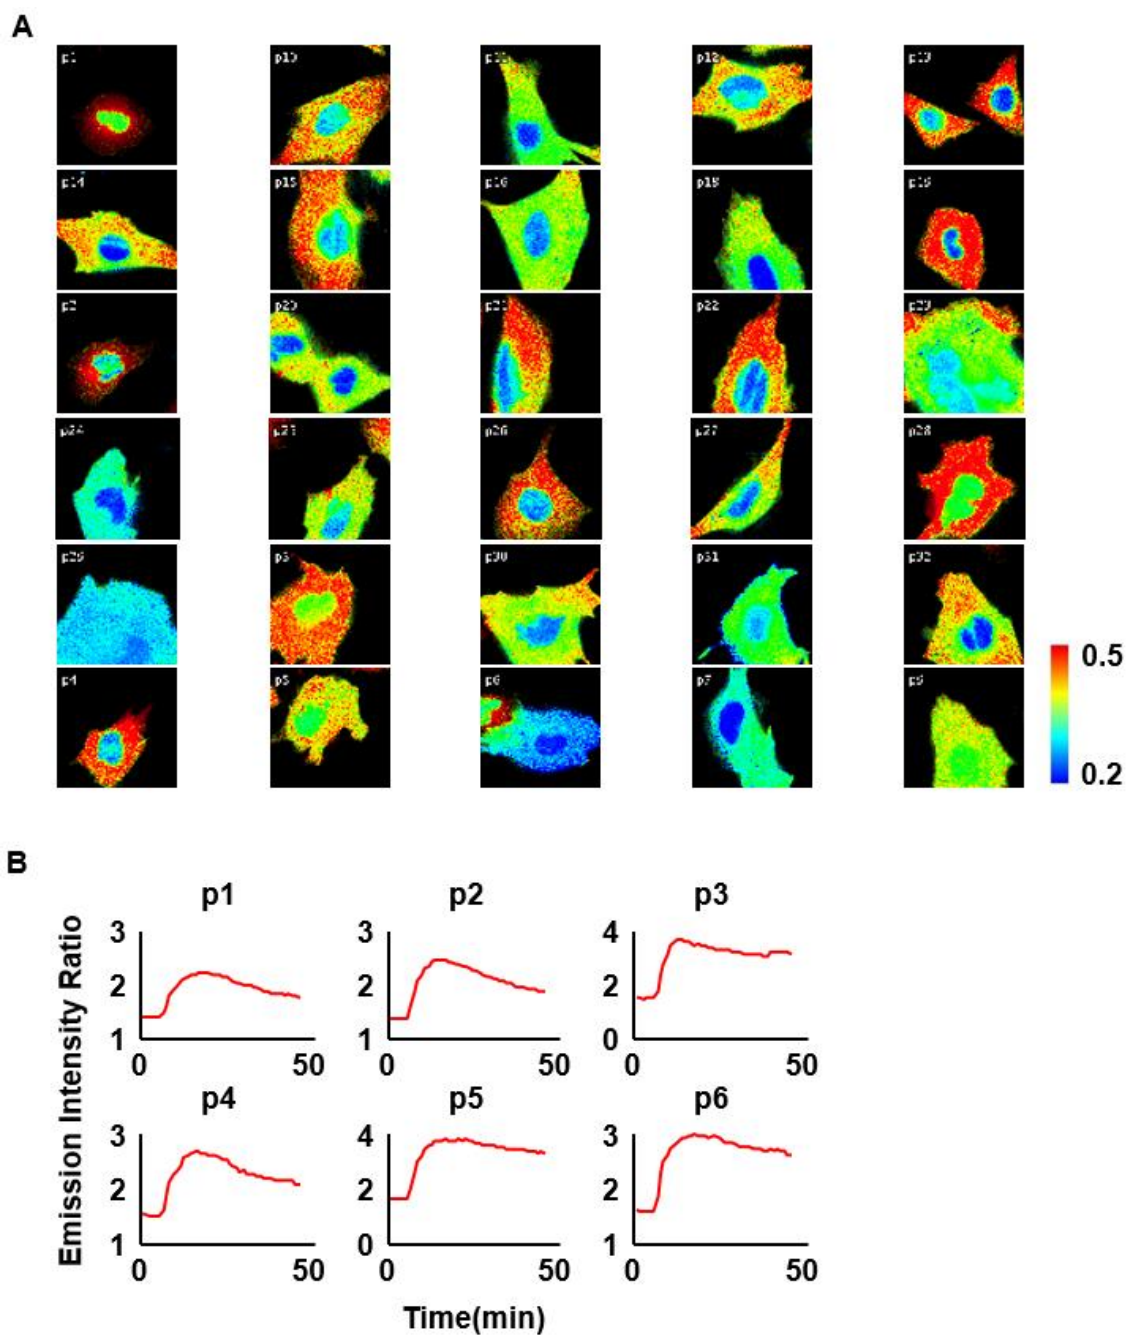 A
p1 p10 p11 p12 p13
p14 p15 p16 p18 p19
p2 p20 p21 p22 p23
p24 p25 p26 p27 p28
p29 p3 p30 p31 p32
0.5
p4 p5 p6 p7 p9
0.2
B
p1 p2 p3
Emission Intensity Ratio
3 3 4
2 2 2
1 1 0
0 50 0 50 0 50
p4 p5 p6
3 4 3
2 2 2
1 0 1
0 50 0 50 0 50
Time(min)